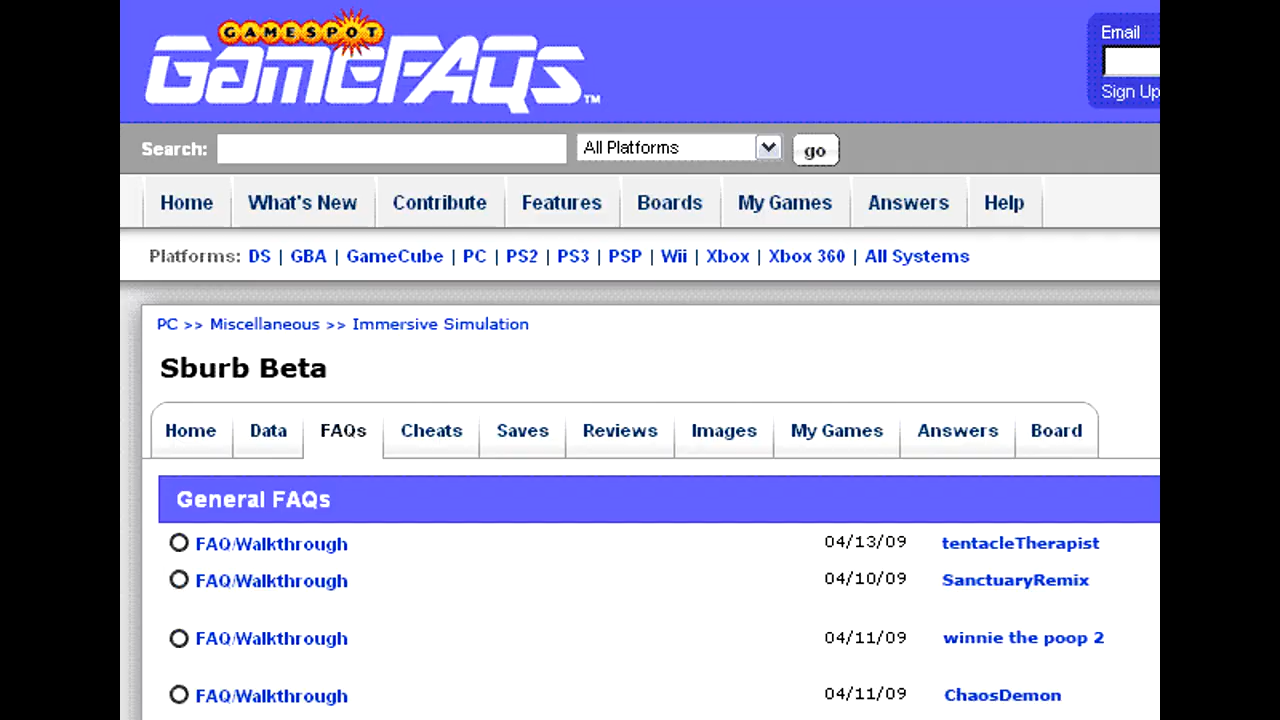 GAMESPOT
GameFAQs™
Email
Sign Up
Search: All Platforms go
Home What's New Contribute Features Boards My Games Answers Help
Platforms: DS | GBA | GameCube | PC | PS2 | PS3 | PSP | Wii | Xbox | Xbox 360 | All Systems
PC >> Miscellaneous >> Immersive Simulation
Sburb Beta
Home Data FAQs Cheats Saves Reviews Images My Games Answers Board
General FAQs
FAQ/Walkthrough 04/13/09 tentacleTherapist
FAQ/Walkthrough 04/10/09 SanctuaryRemix
FAQ/Walkthrough 04/11/09 winnie the poop 2
FAQ/Walkthrough 04/11/09 ChaosDemon